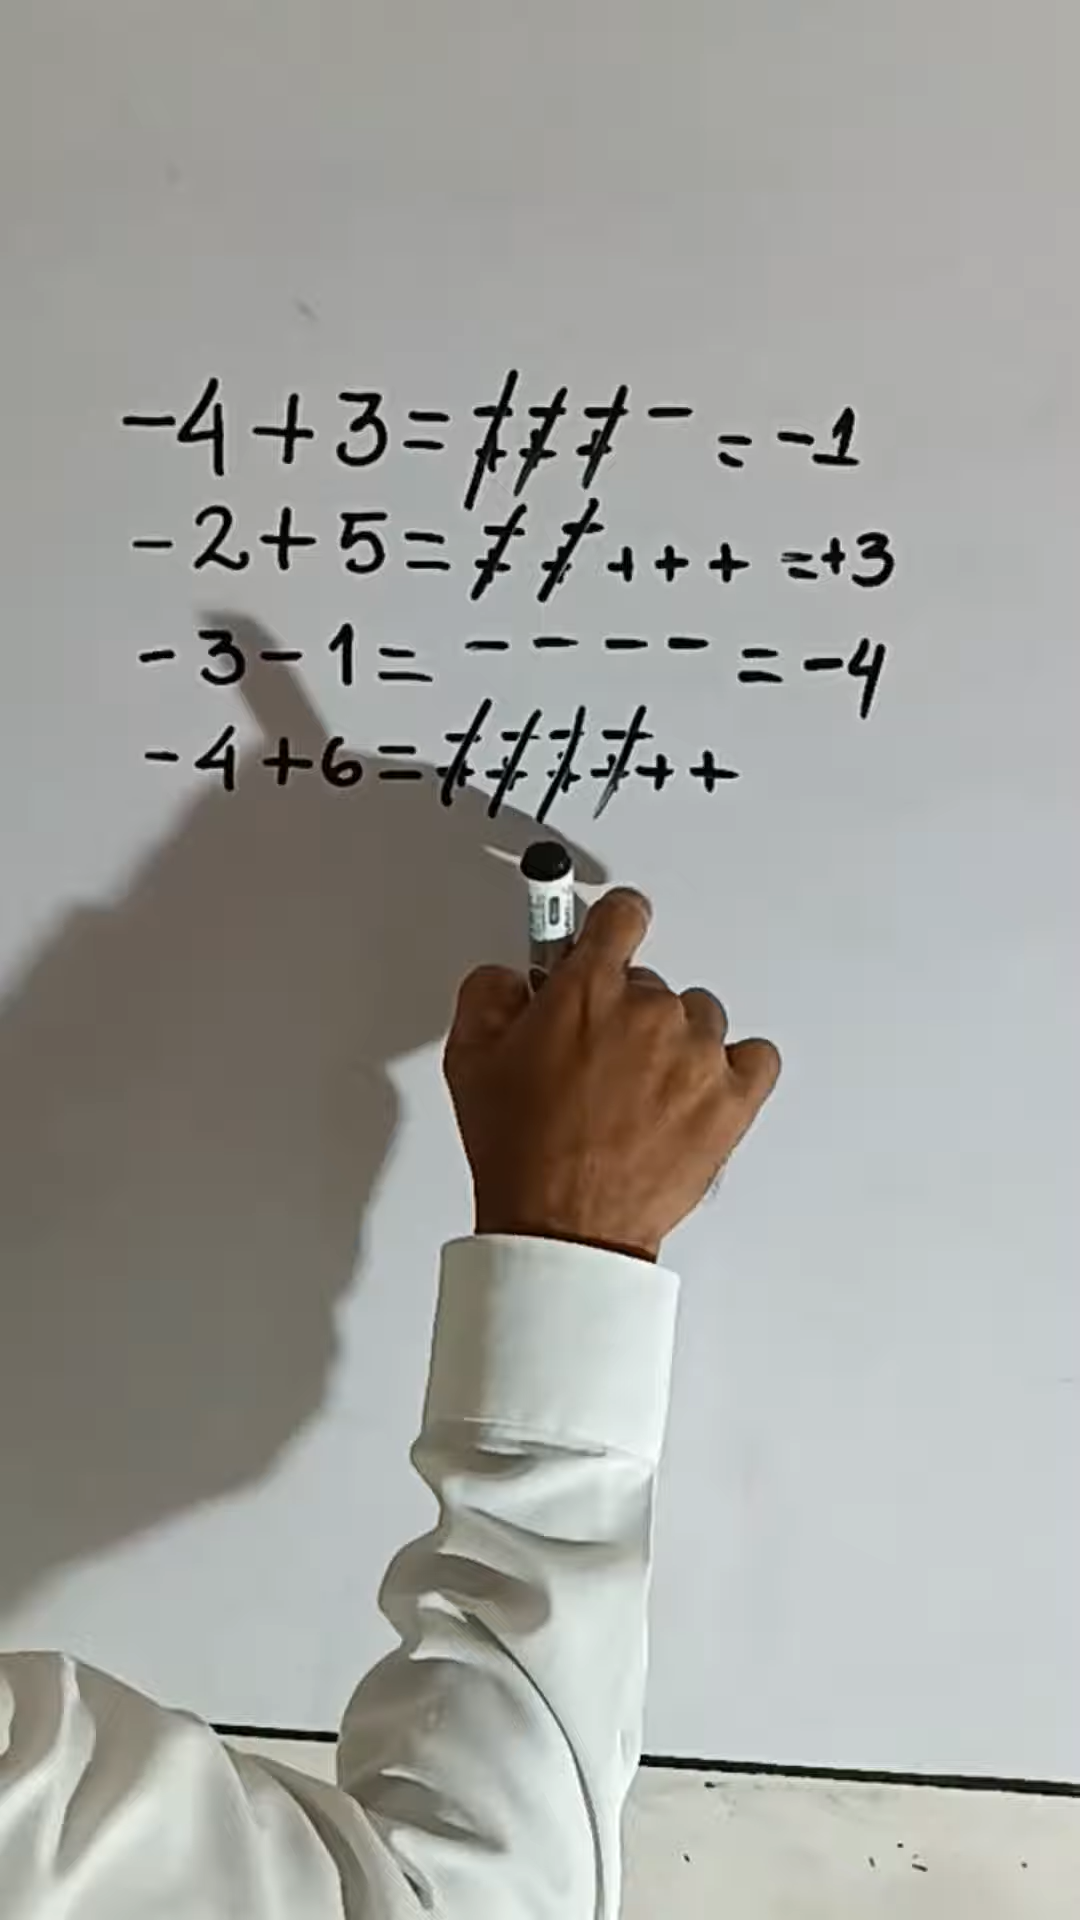 -4+3= ---- +++ = -1
-2+5= -- +++++ =+3
-3-1= ---- = -4
-4+6= ---- ++++++